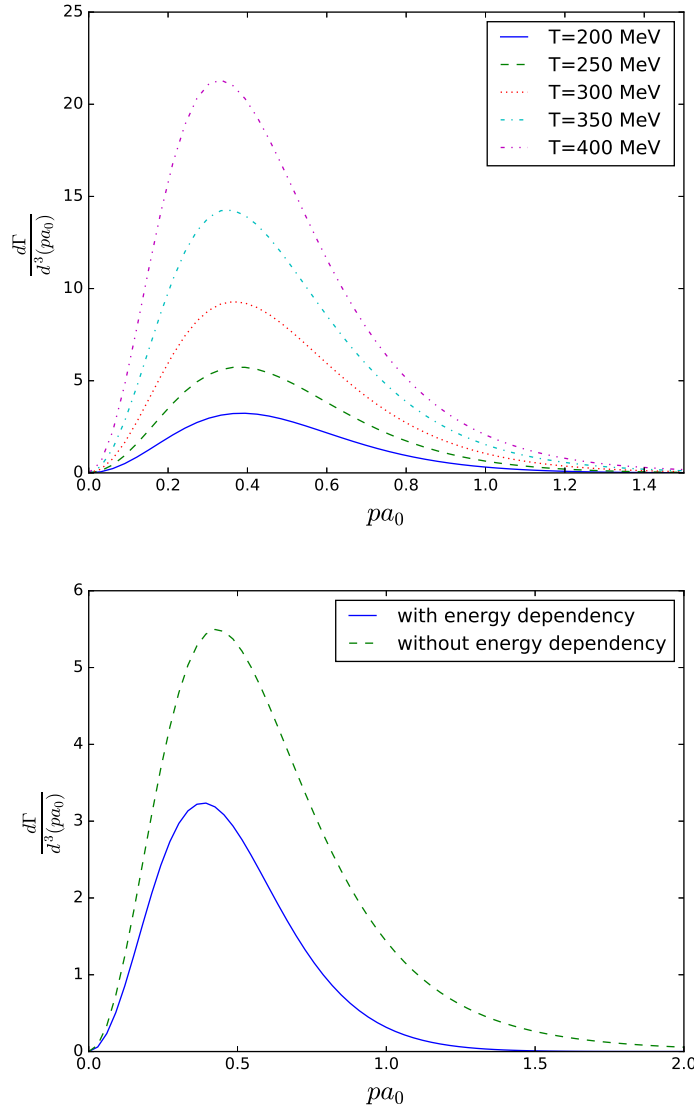 25
20
15
10
5
0
0.0 0.2 0.4 0.6 0.8 1.0 1.2 1.4
dΓ
d³(pa₀)
pa₀
T=200 MeV
T=250 MeV
T=300 MeV
T=350 MeV
T=400 MeV
6
5
4
3
2
1
0
0.0 0.5 1.0 1.5 2.0
dΓ
d³(pa₀)
pa₀
with energy dependency
without energy dependency